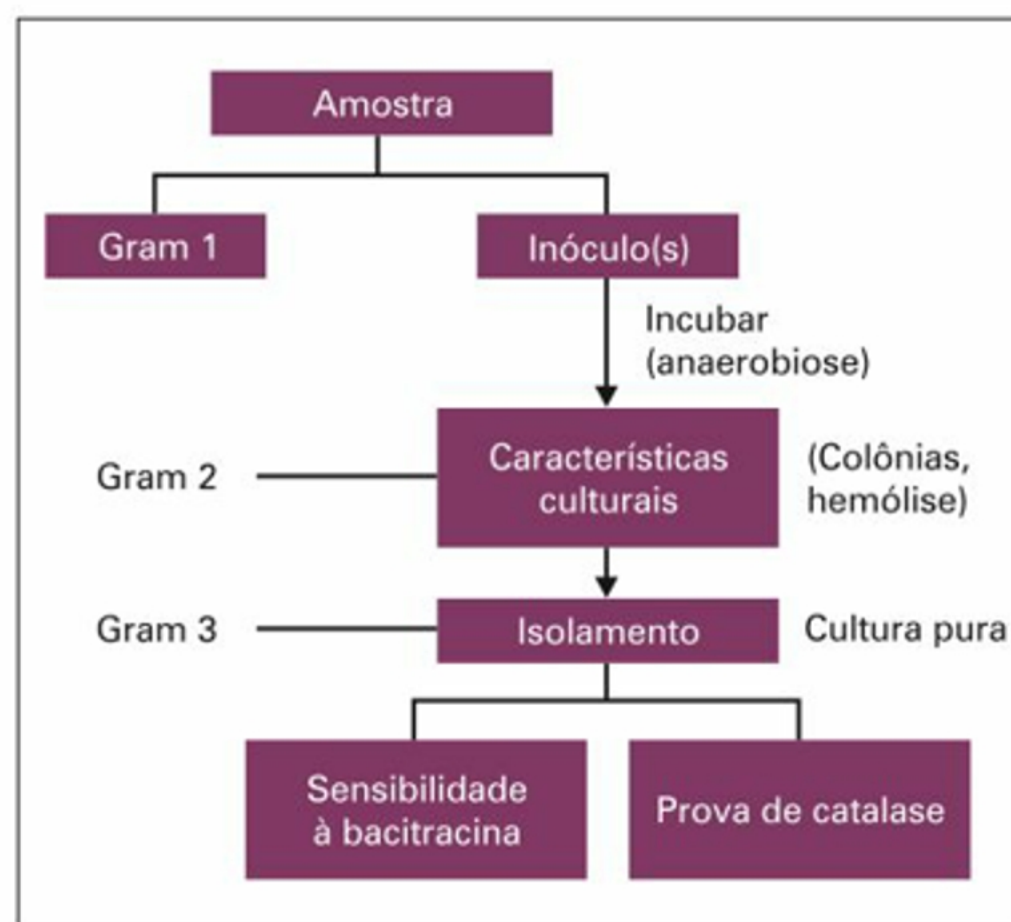 Amostra
Gram 1
Inóculo(s)
Incubar
(anaerobiose)
Gram 2
Características
culturais
(Colônias,
hemólise)
Gram 3
Isolamento
Cultura pura
Sensibilidade
à bacitracina
Prova de catalase